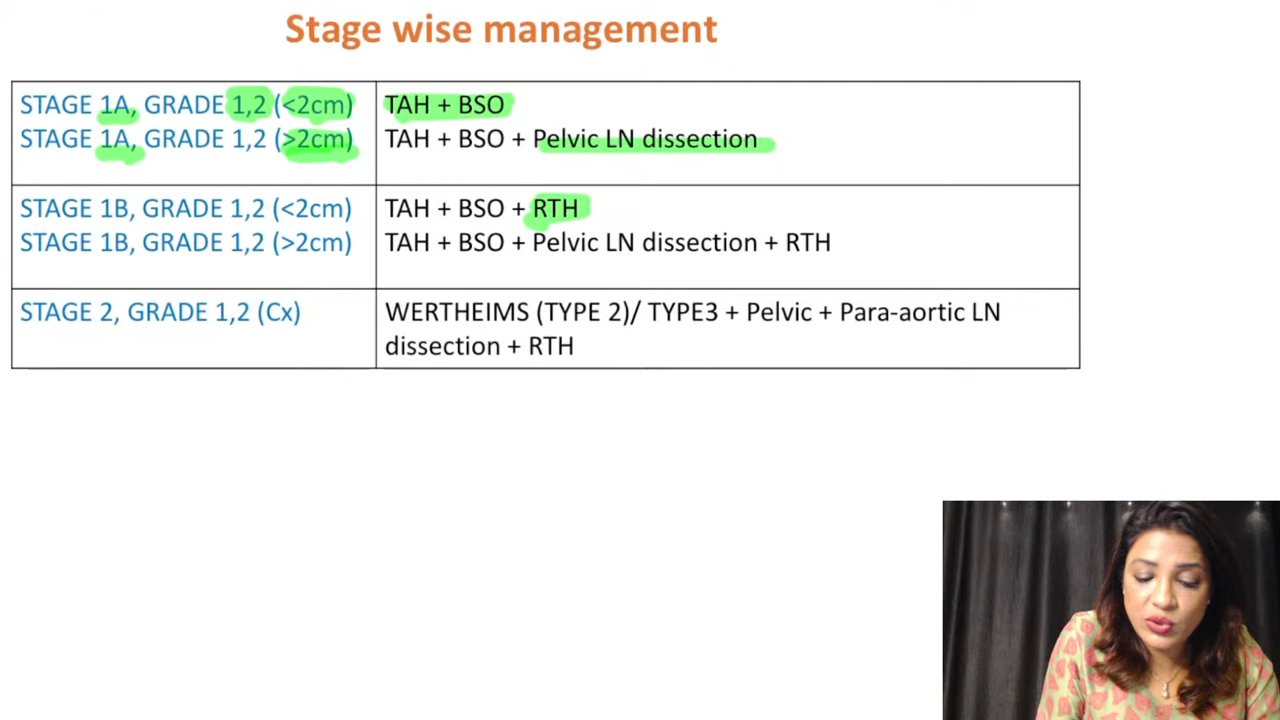 Stage wise management
STAGE 1A, GRADE 1,2 (<2cm)
STAGE 1A, GRADE 1,2 (>2cm)
TAH + BSO
TAH + BSO + Pelvic LN dissection
STAGE 1B, GRADE 1,2 (<2cm)
STAGE 1B, GRADE 1,2 (>2cm)
TAH + BSO + RTH
TAH + BSO + Pelvic LN dissection + RTH
STAGE 2, GRADE 1,2 (Cx)
WERTHEIMS (TYPE 2)/ TYPE3 + Pelvic + Para-aortic LN
dissection + RTH